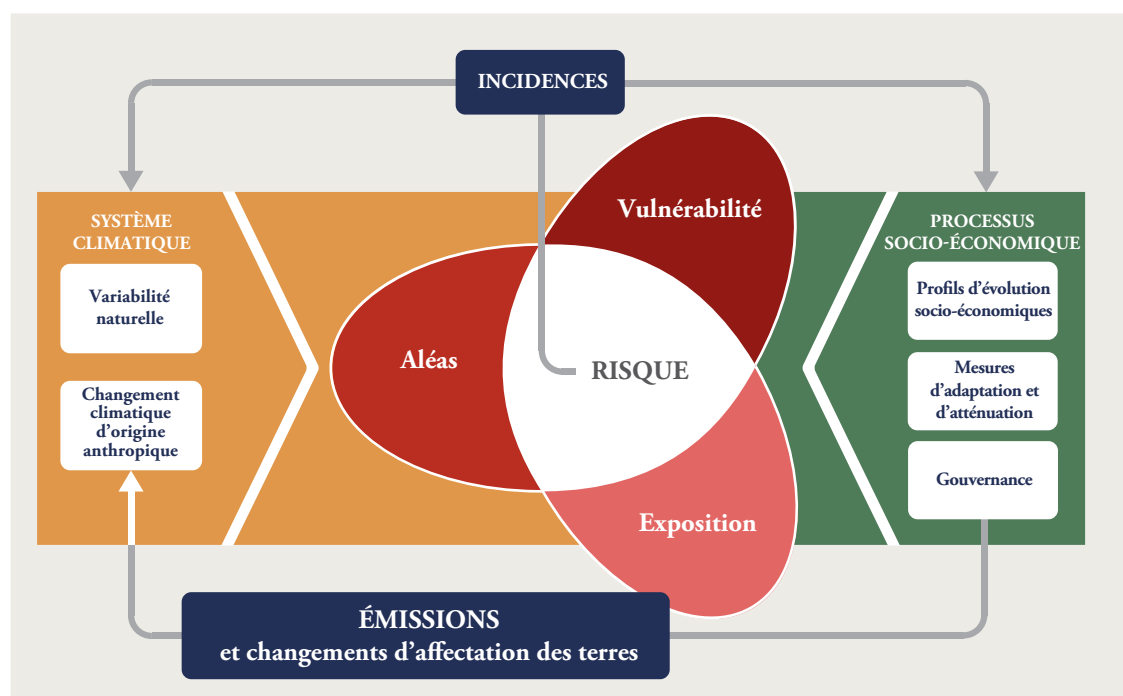 INCIDENCES
SYSTÈME
CLIMATIQUE
Variabilité
naturelle
Changement
climatique
d'origine
anthropique
Vulnérabilité
Aléas
RISQUE
Exposition
PROCESSUS
SOCIO-ÉCONOMIQUE
Profils d'évolution
socio-économiques
Mesures
d'adaptation et
d'atténuation
Gouvernance
ÉMISSIONS
et changements d'affectation des terres